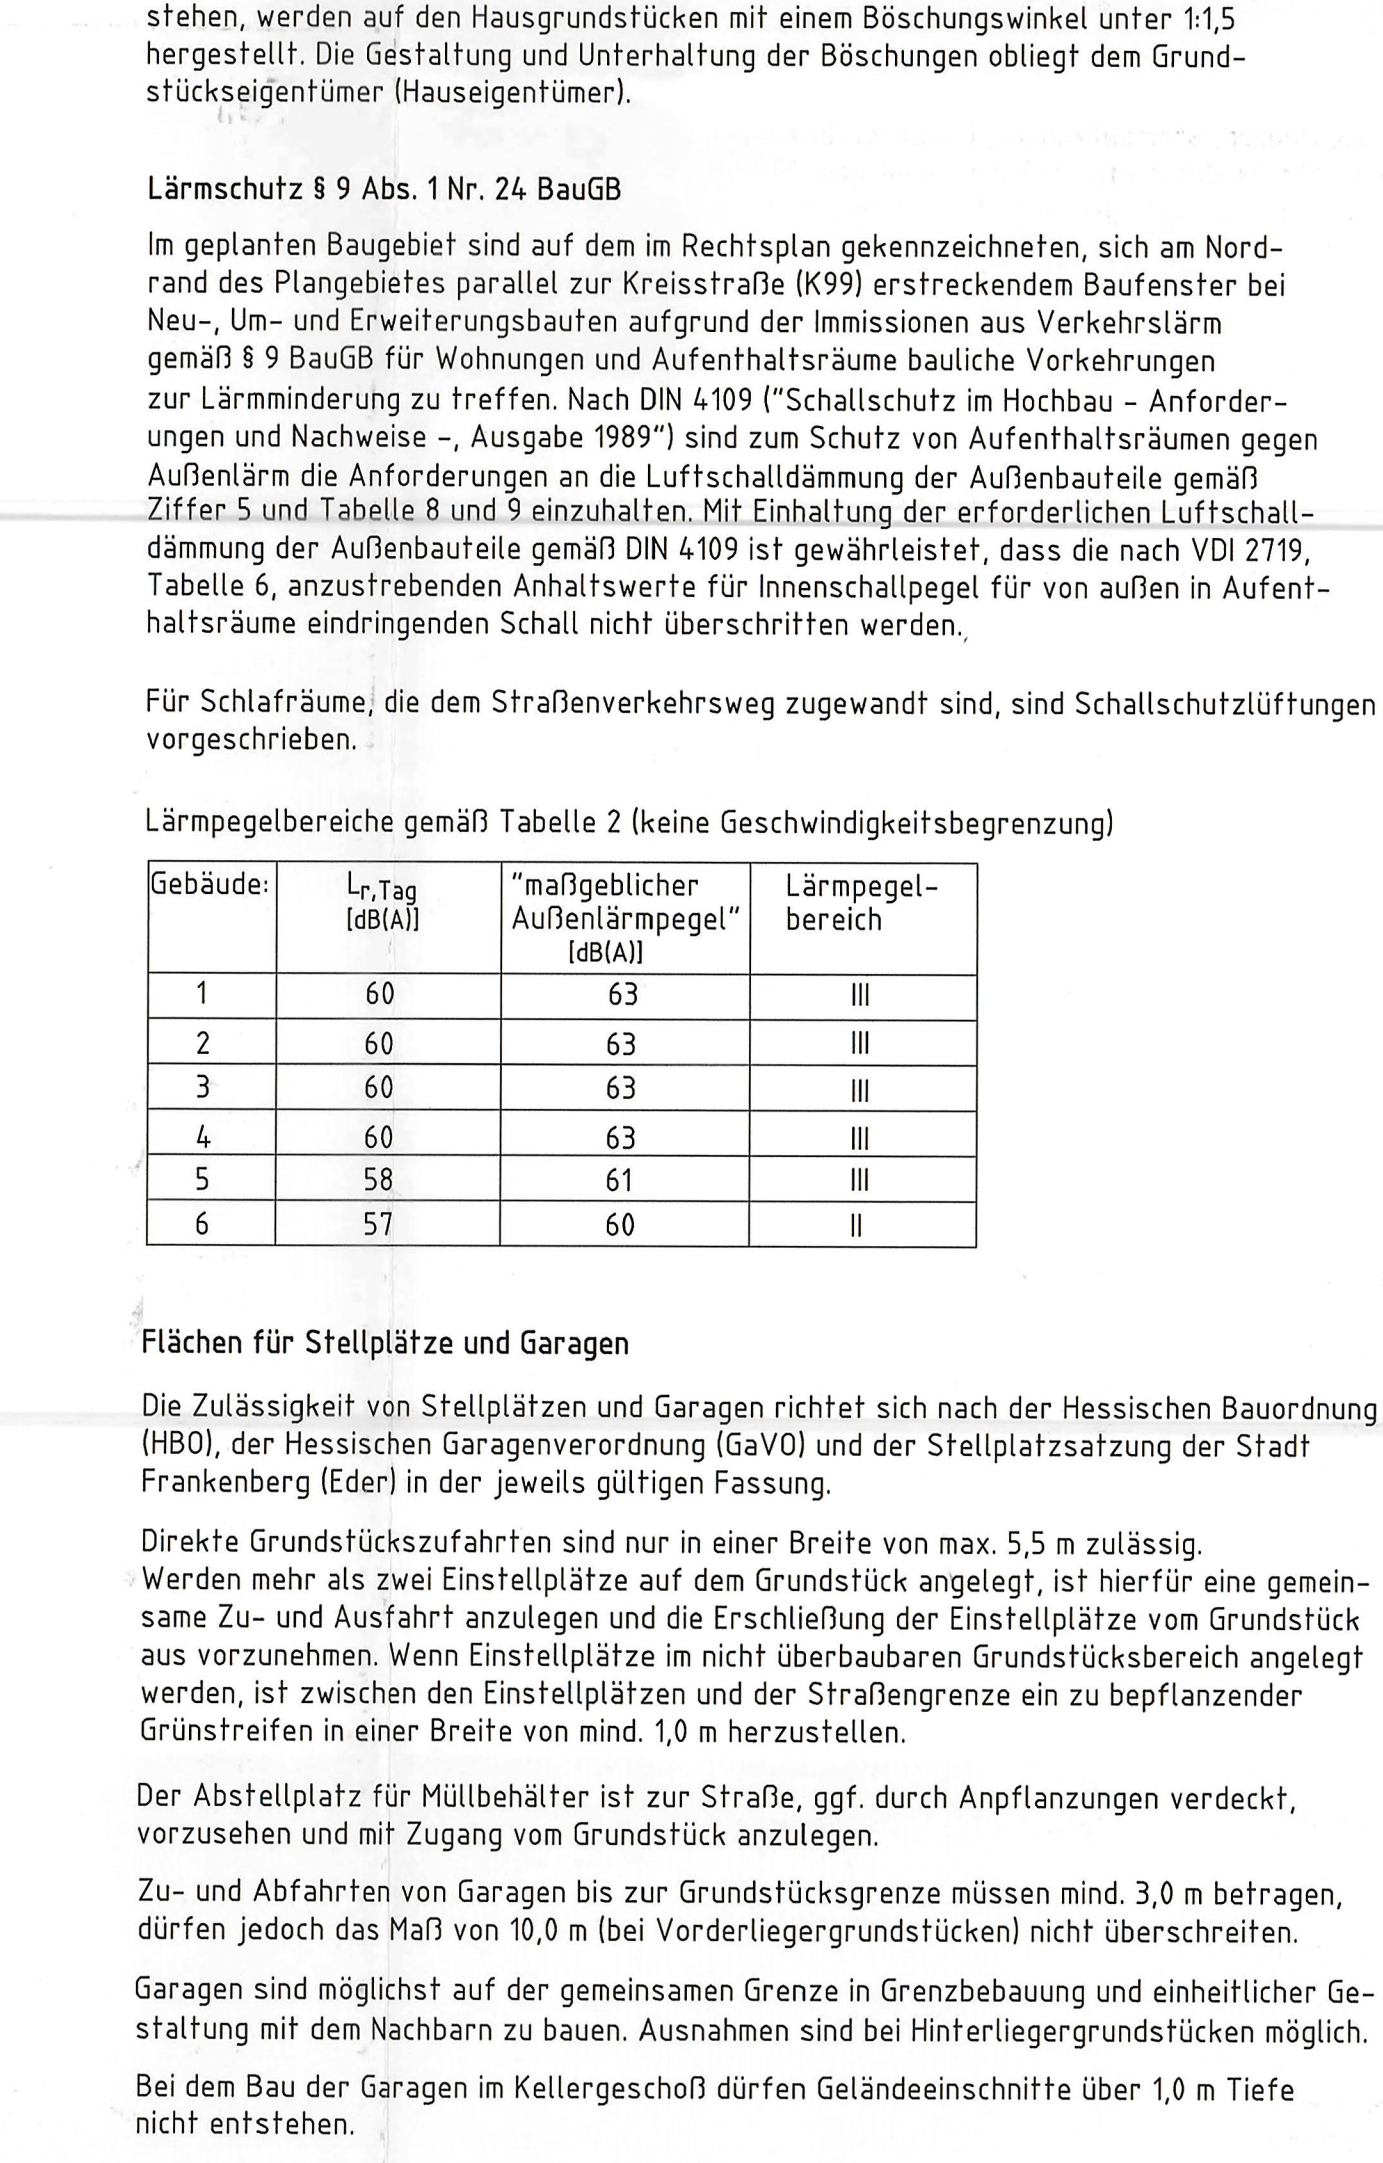 stehen, werden auf den Hausgrundstücken mit einem Böschungswinkel unter 1:1,5
hergestellt. Die Gestaltung und Unterhaltung der Böschungen obliegt dem Grund-
stückseigentümer (Hauseigentümer).
Lärmschutz § 9 Abs. 1 Nr. 24 BauGB
Im geplanten Baugebiet sind auf dem im Rechtsplan gekennzeichneten, sich am Nord-
rand des Plangebietes parallel zur Kreisstraße (K99) erstreckendem Baufenster bei
Neu-, Um- und Erweiterungsbauten aufgrund der Immissionen aus Verkehrslärm
gemäß § 9 BauGB für Wohnungen und Aufenthaltsräume bauliche Vorkehrungen
zur Lärmminderung zu treffen. Nach DIN 4109 ("Schallschutz im Hochbau - Anforder-
ungen und Nachweise -, Ausgabe 1989") sind zum Schutz von Aufenthaltsräumen gegen
Außenlärm die Anforderungen an die Luftschalldämmung der Außenbauteile gemäß
Ziffer 5 und Tabelle 8 und 9 einzuhalten. Mit Einhaltung der erforderlichen Luftschall-
dämmung der Außenbauteile gemäß DIN 4109 ist gewährleistet, dass die nach VDI 2719,
Tabelle 6, anzustrebenden Anhaltswerte für Innenschallpegel für von außen in Aufent-
haltsräume eindringenden Schall nicht überschritten werden.
Für Schlafräume, die dem Straßenverkehrsweg zugewandt sind, sind Schallschutzlüftungen
vorgeschrieben.
Lärmpegelbereiche gemäß Tabelle 2 (keine Geschwindigkeitsbegrenzung)
Gebäude: Lr,Tag [dB(A)] "maßgeblicher Außenlärmpegel" [dB(A)] Lärmpegel-bereich
1 60 63 III
2 60 63 III
3 60 63 III
4 60 63 III
5 58 61 III
6 57 60 II
Flächen für Stellplätze und Garagen
Die Zulässigkeit von Stellplätzen und Garagen richtet sich nach der Hessischen Bauordnung
(HBO), der Hessischen Garagenverordnung (GaVO) und der Stellplatzsatzung der Stadt
Frankenberg (Eder) in der jeweils gültigen Fassung.
Direkte Grundstückszufahrten sind nur in einer Breite von max. 5,5 m zulässig.
Werden mehr als zwei Einstellplätze auf dem Grundstück angelegt, ist hierfür eine gemein-
same Zu- und Ausfahrt anzulegen und die Erschließung der Einstellplätze vom Grundstück
aus vorzunehmen. Wenn Einstellplätze im nicht überbaubaren Grundstücksbereich angelegt
werden, ist zwischen den Einstellplätzen und der Straßengrenze ein zu bepflanzender
Grünstreifen in einer Breite von mind. 1,0 m herzustellen.
Der Abstellplatz für Müllbehälter ist zur Straße, ggf. durch Anpflanzungen verdeckt,
vorzusehen und mit Zugang vom Grundstück anzulegen.
Zu- und Abfahrten von Garagen bis zur Grundstücksgrenze müssen mind. 3,0 m betragen,
dürfen jedoch das Maß von 10,0 m (bei Vorderliegergrundstücken) nicht überschreiten.
Garagen sind möglichst auf der gemeinsamen Grenze in Grenzbebauung und einheitlicher Ge-
staltung mit dem Nachbarn zu bauen. Ausnahmen sind bei Hinterliegergrundstücken möglich.
Bei dem Bau der Garagen im Kellergeschoß dürfen Geländeeinschnitte über 1,0 m Tiefe
nicht entstehen.